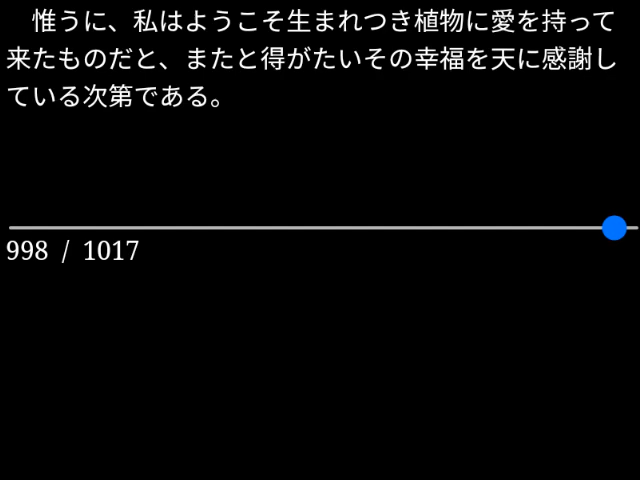 惟うに、私はようこそ生まれつき植物に愛を持って
来たものだと、またと得がたいその幸福を天に感謝し
ている次第である。
998 / 1017